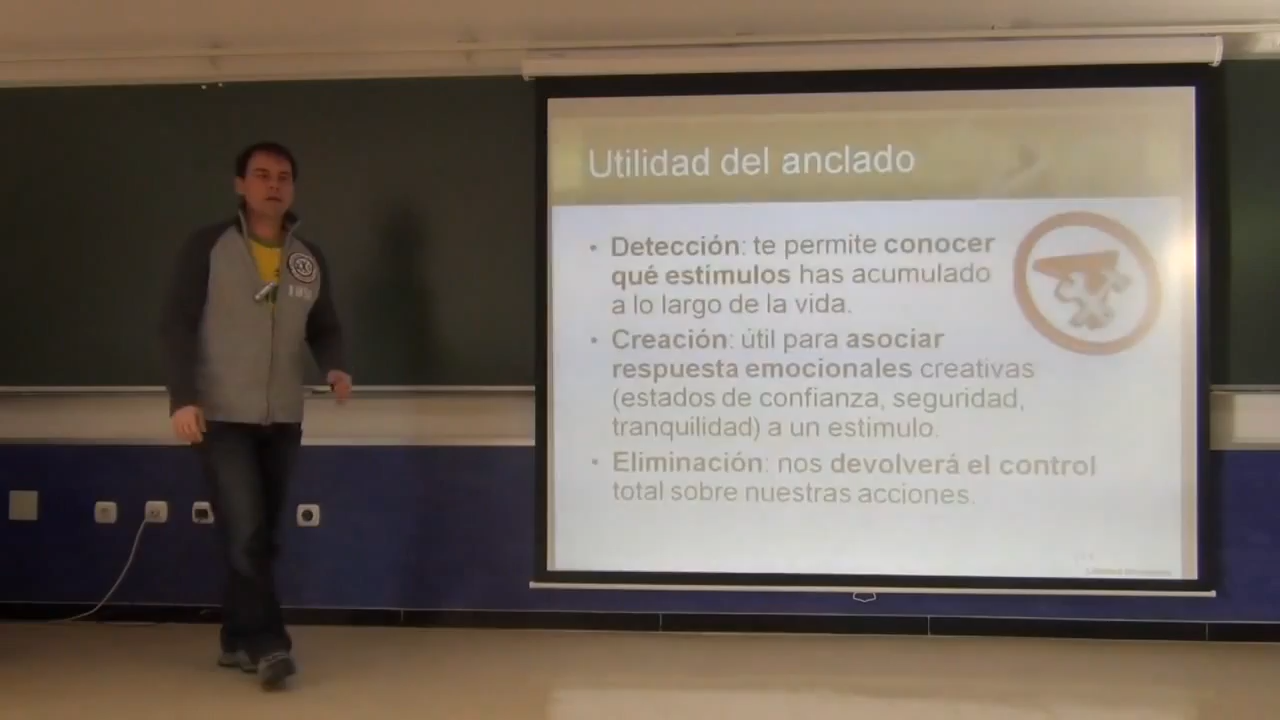 Utilidad del anclado
• Detección: te permite conocer
qué estimulos has acumulado
a lo largo de la vida.
• Creación: útil para asociar
respuesta emocionales creativas
(estados de confianza, seguridad,
tranquilidad) a un estimulo.
• Eliminación: nos devolverá el control
total sobre nuestras acciones.